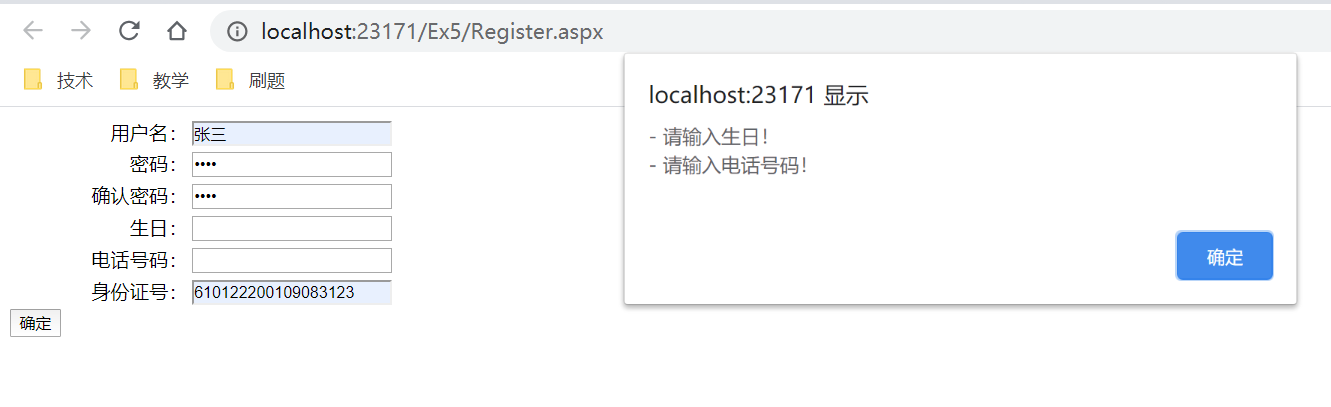 localhost:23171/Ex5/Register.aspx
技术 教学 刷题
localhost:23171 显示
- 请输入生日！
- 请输入电话号码！
确定
用户名： 张三
密码： ••••
确认密码： ••••
生日：
电话号码：
身份证号： 610122200109083123
确定